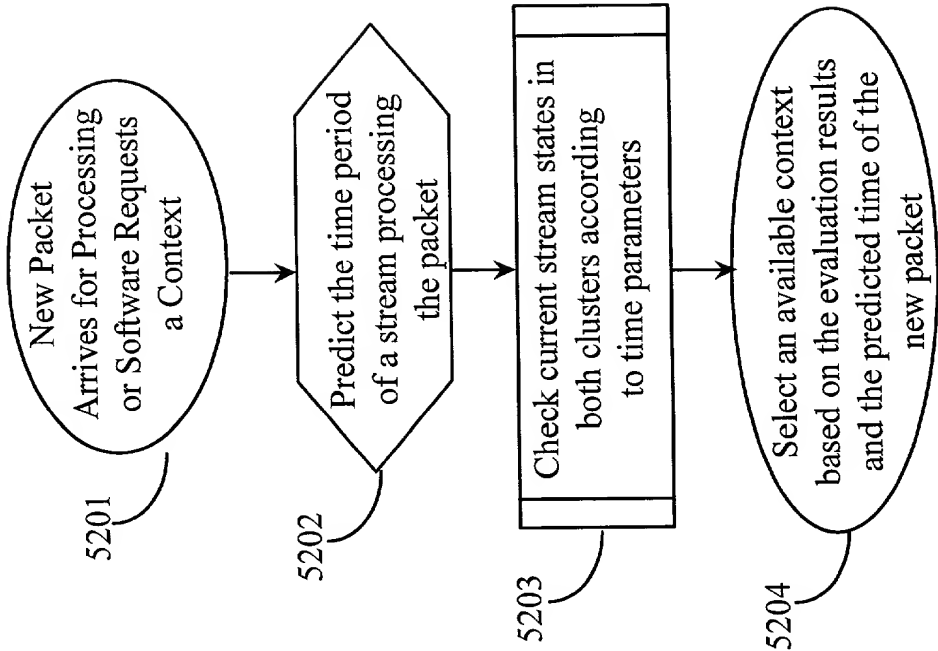 New Packet
Arrives for Processing
or Software Requests
a Context
5201
Predict the time period
of a stream processing
the packet
5202
Check current stream states in
both clusters according
to time parameters
5203
Select an available context
based on the evaluation results
and the predicted time of the
new packet
5204